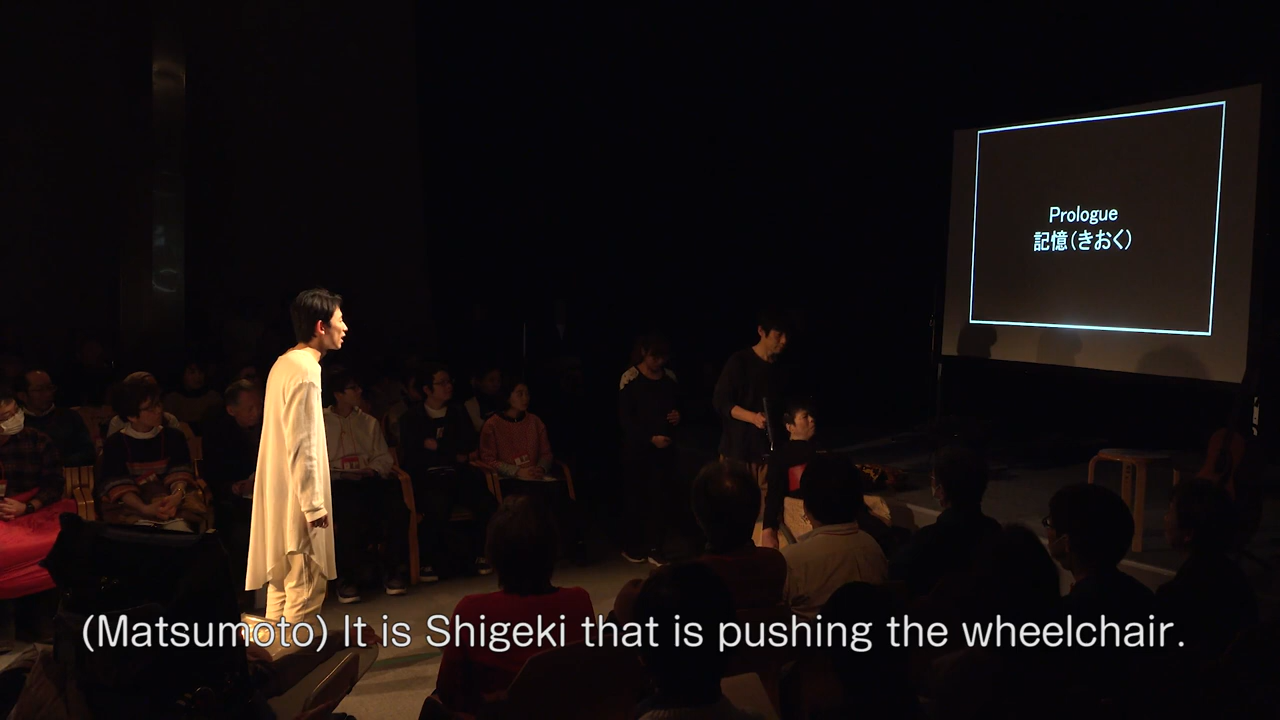 Prologue
記憶(きおく)
(Matsumoto) It is Shigeki that is pushing the wheelchair.